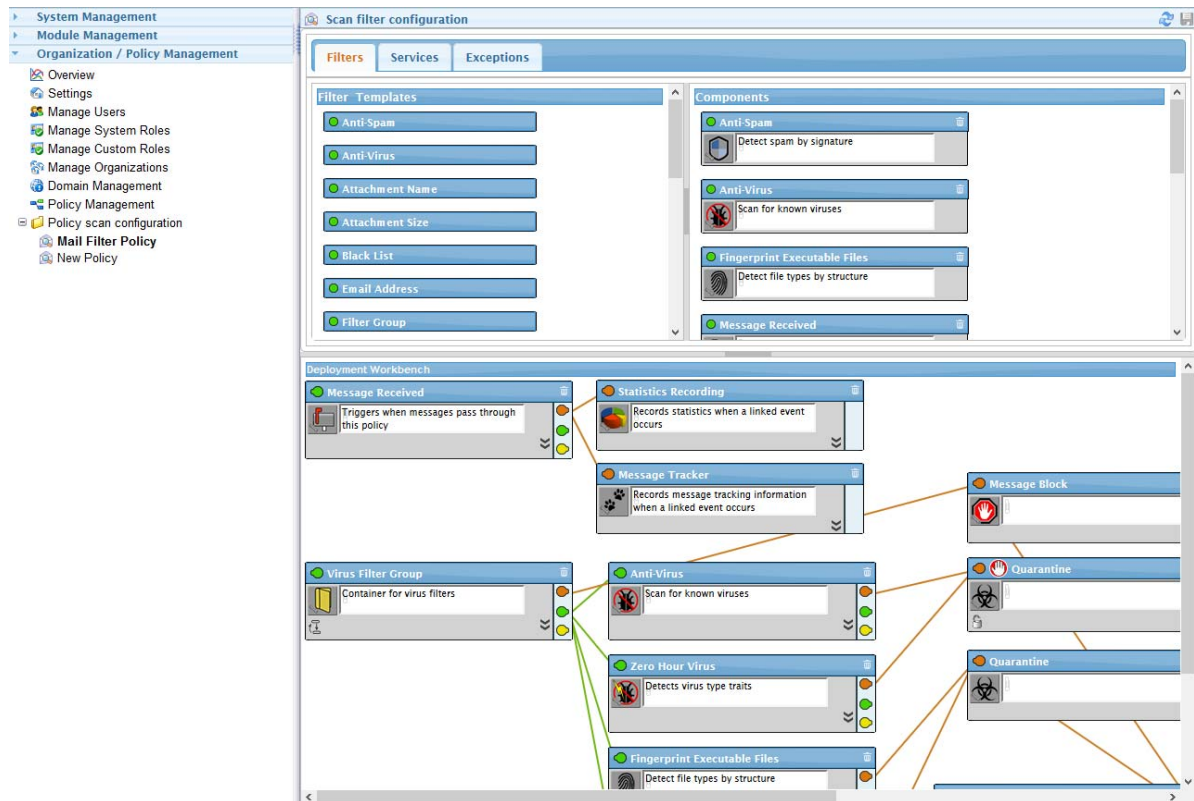 System Management
Module Management
Organization / Policy Management
Overview
Settings
Manage Users
Manage System Roles
Manage Custom Roles
Manage Organizations
Domain Management
Policy Management
Policy scan configuration
Mail Filter Policy
New Policy
Scan filter configuration
Filters
Services
Exceptions
Filter Templates
Anti-Spam
Anti-Virus
Attachment Name
Attachment Size
Black List
Email Address
Filter Group
Components
Anti-Spam
Detect spam by signature
Anti-Virus
Scan for known viruses
Fingerprint Executable Files
Detect file types by structure
Message Received
Deployment Workbench
Message Received
Triggers when messages pass through
this policy
Statistics Recording
Records statistics when a linked event
occurs
Message Tracker
Records message tracking information
when a linked event occurs
Message Block
Virus Filter Group
Container for virus filters
Anti-Virus
Scan for known viruses
Quarantine
Zero Hour Virus
Detects virus type traits
Quarantine
Fingerprint Executable Files
Detect file types by structure